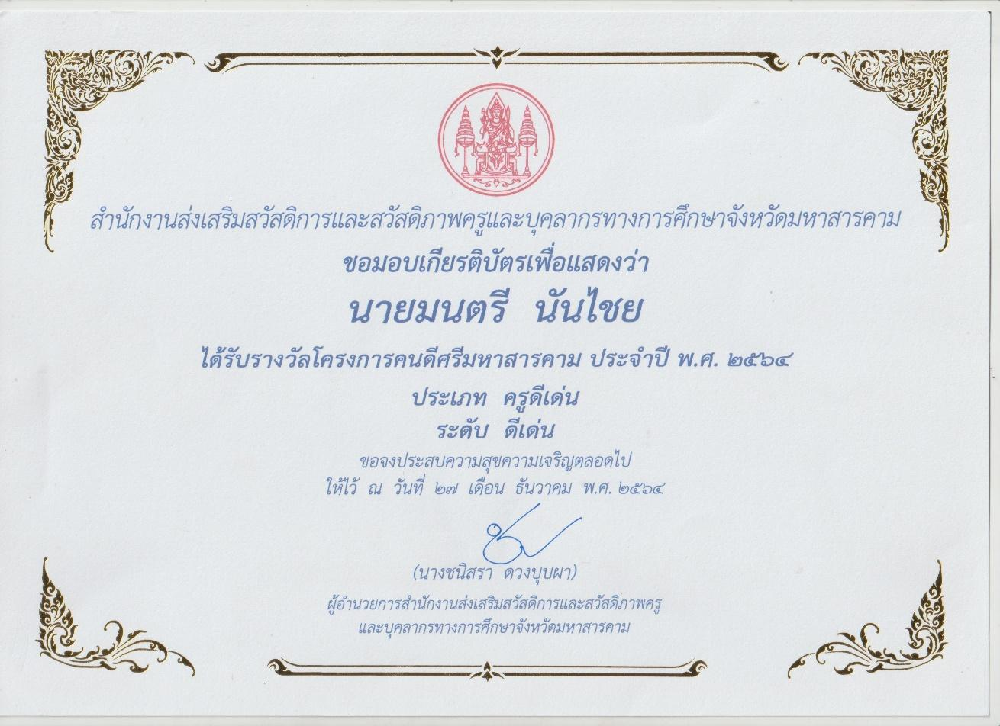 สำนักงานส่งเสริมสวัสดิการและสวัสดิภาพครูและบุคลากรทางการศึกษาจังหวัดมหาสารคาม
ขอมอบเกียรติบัตรเพื่อแสดงว่า
นายมนตรี นันไชย
ได้รับรางวัลโครงการคนดีศรีมหาสารคาม ประจำปี พ.ศ. ๒๕๖๔
ประเภท ครูดีเด่น
ระดับ ดีเด่น
ขอจงประสบความสุขความเจริญตลอดไป
ให้ไว้ ณ วันที่ ๒๗ เดือน ธันวาคม พ.ศ. ๒๕๖๔
(นางชนิสรา ดวงบุบผา)
ผู้อำนวยการสำนักงานส่งเสริมสวัสดิการและสวัสดิภาพครู
และบุคลากรทางการศึกษาจังหวัดมหาสารคาม